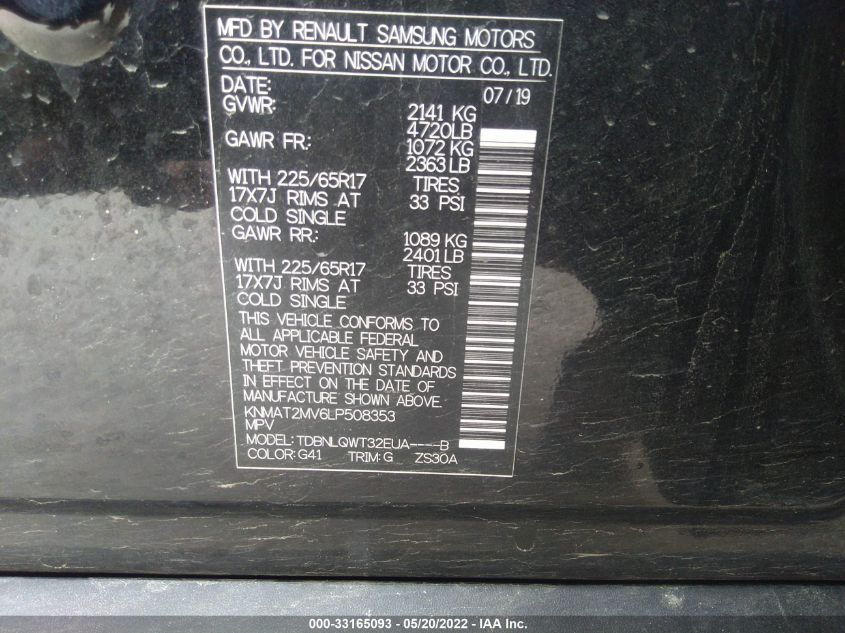 MFD BY RENAULT SAMSUNG MOTORS
CO., LTD. FOR NISSAN MOTOR CO., LTD.
DATE: 07/19
GVWR: 2141 KG
4720LB
GAWR FR: 1072 KG
2363 LB
WITH 225/65R17 TIRES
17X7J RIMS AT 33 PSI
COLD SINGLE
GAWR RR: 1089 KG
2401 LB
WITH 225/65R17 TIRES
17X7J RIMS AT 33 PSI
COLD SINGLE
THIS VEHICLE CONFORMS TO
ALL APPLICABLE FEDERAL
MOTOR VEHICLE SAFETY AND
THEFT PREVENTION STANDARDS
IN EFFECT ON THE DATE OF
MANUFACTURE SHOWN ABOVE.
KNMAT2MV6LP508353
MPV
MODEL: TDBNLQWT32EUA----B
COLOR: G41 TRIM: G ZS30A
000-33165093 - 05/20/2022 - IAA Inc.